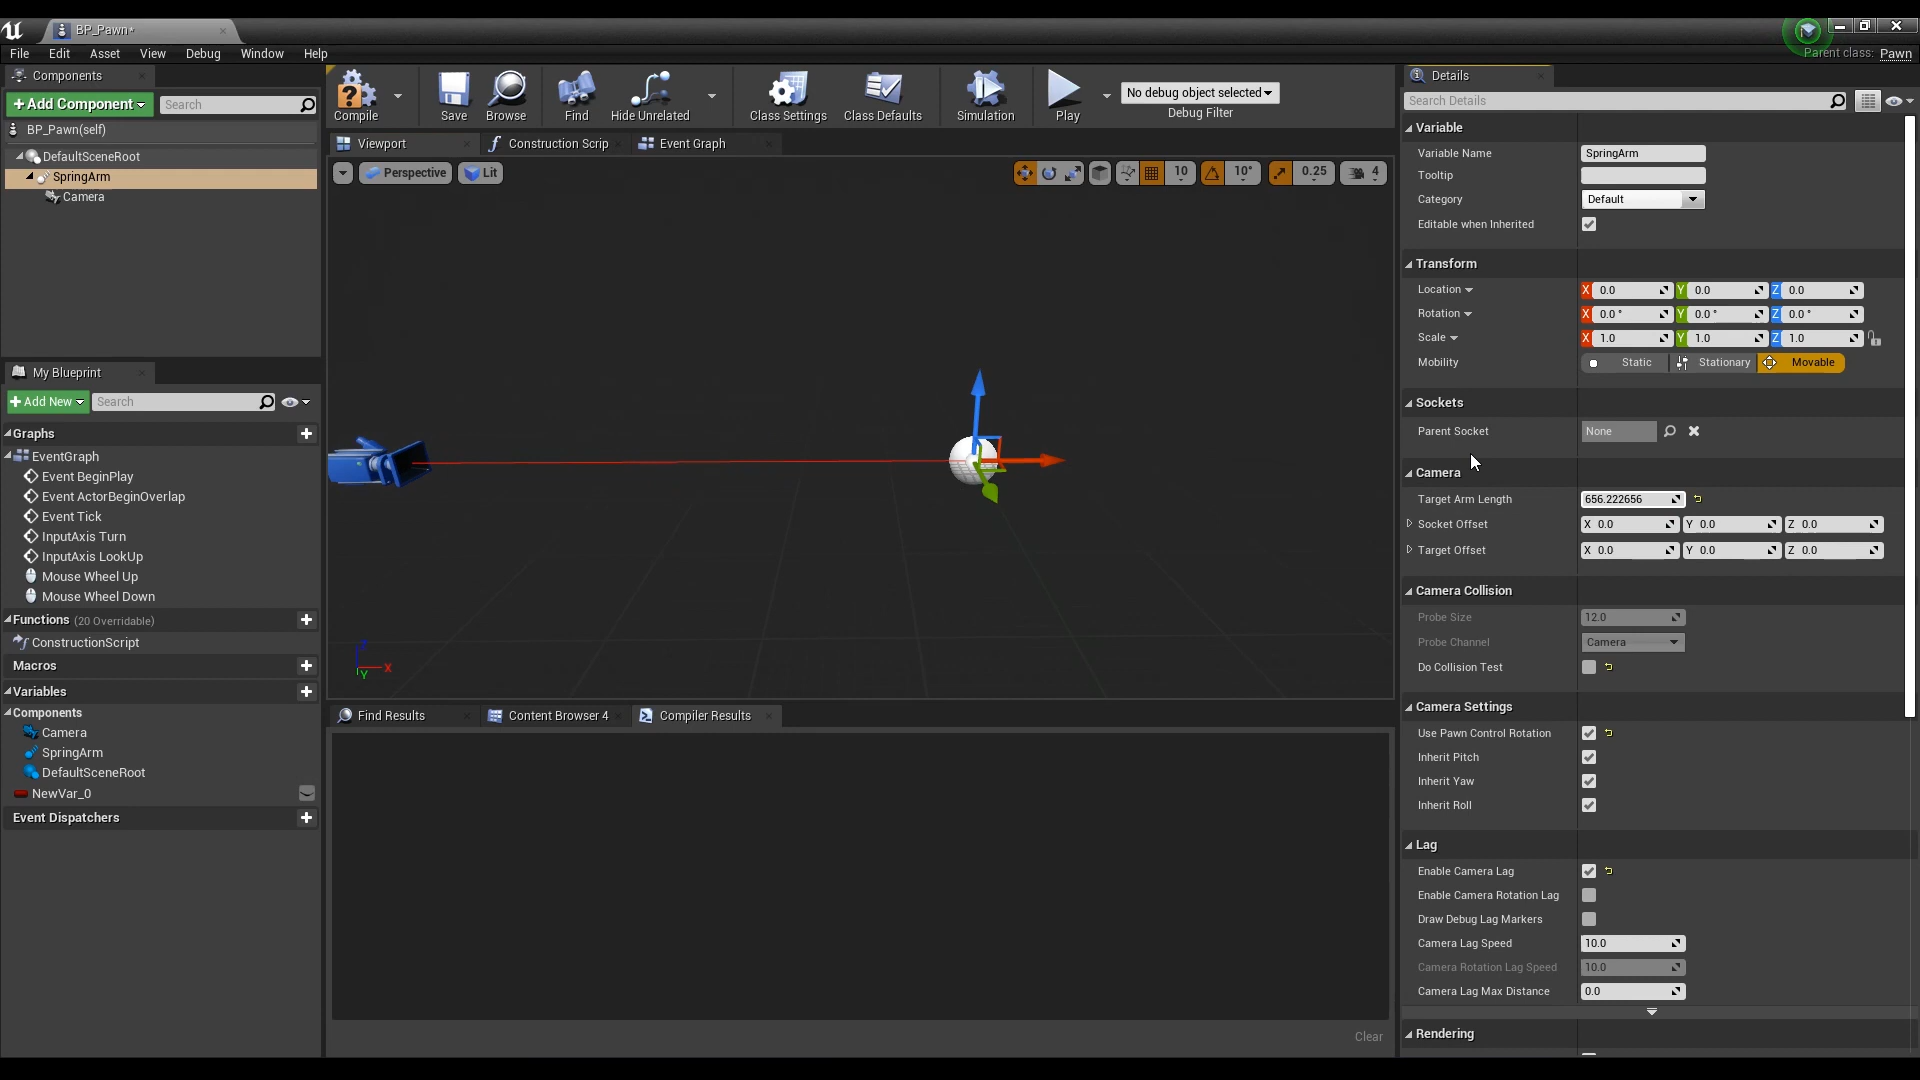 BP_Pawn*
File Edit Asset View Debug Window Help
Parent class: Pawn
Components
+Add Component
Search
BP_Pawn(self)
DefaultSceneRoot
SpringArm
Camera
My Blueprint
+Add New
Search
Graphs
EventGraph
Event BeginPlay
Event ActorBeginOverlap
Event Tick
InputAxis Turn
InputAxis LookUp
Mouse Wheel Up
Mouse Wheel Down
Functions (20 Overridable)
ConstructionScript
Macros
Variables
Components
Camera
SpringArm
DefaultSceneRoot
NewVar_0
Event Dispatchers
Compile Save Browse Find Hide Unrelated Class Settings Class Defaults Simulation Play
No debug object selected
Debug Filter
Viewport Construction Scrip Event Graph
Perspective Lit
10 10° 0.25 4
Z
X
Y
Find Results Content Browser 4 Compiler Results
Clear
Details
Search Details
Variable
Variable Name SpringArm
Tooltip
Category Default
Editable when Inherited
Transform
Location X 0.0 Y 0.0 Z 0.0
Rotation X 0.0 ° Y 0.0 ° Z 0.0 °
Scale X 1.0 Y 1.0 Z 1.0
Mobility Static Stationary Movable
Sockets
Parent Socket None
Camera
Target Arm Length 656.222656
Socket Offset X 0.0 Y 0.0 Z 0.0
Target Offset X 0.0 Y 0.0 Z 0.0
Camera Collision
Probe Size 12.0
Probe Channel Camera
Do Collision Test
Camera Settings
Use Pawn Control Rotation
Inherit Pitch
Inherit Yaw
Inherit Roll
Lag
Enable Camera Lag
Enable Camera Rotation Lag
Draw Debug Lag Markers
Camera Lag Speed 10.0
Camera Rotation Lag Speed 10.0
Camera Lag Max Distance 0.0
Rendering